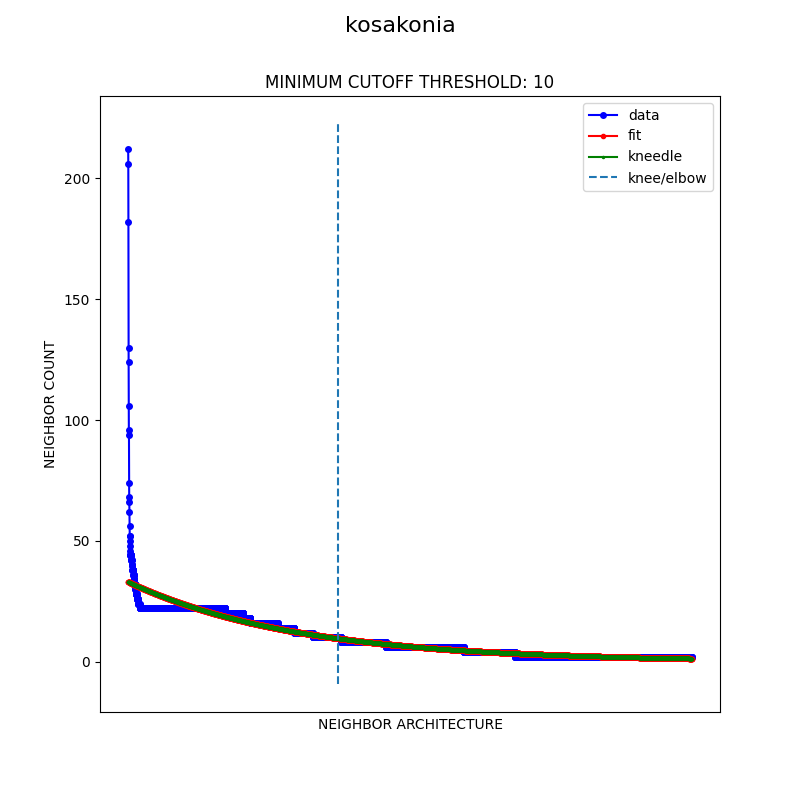 kosakonia
MINIMUM CUTOFF THRESHOLD: 10
data
fit
kneedle
knee/elbow
200
150
100
50
0
NEIGHBOR COUNT
NEIGHBOR ARCHITECTURE